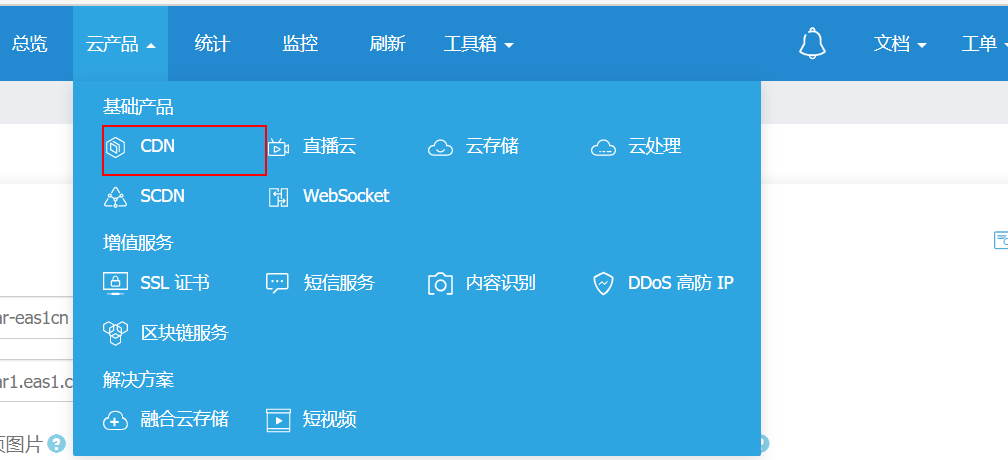 总览 云产品 统计 监控 刷新 工具箱 文档 工单
基础产品
CDN 直播云 云存储 云处理
SCDN WebSocket
增值服务
SSL 证书 短信服务 内容识别 DDoS 高防 IP
ar-eas1cn
区块链服务
解决方案
ar1.eas1.c
融合云存储 短视频
图片 ?